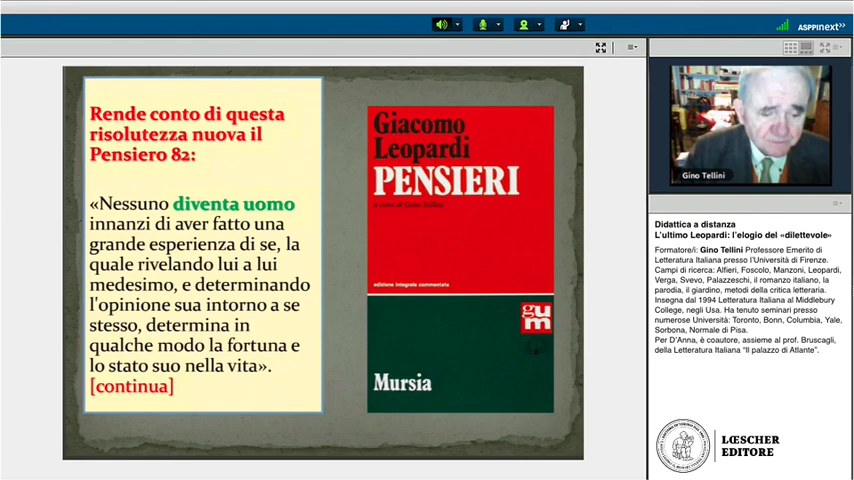 ASPPInext»
Rende conto di questa
risolutezza nuova il
Pensiero 82:
«Nessuno diventa uomo
innanzi di aver fatto una
grande esperienza di se, la
quale rivelando lui a lui
medesimo, e determinando
l'opinione sua intorno a se
stesso, determina in
qualche modo la fortuna e
lo stato suo nella vita».
[continua]
Giacomo
Leopardi
PENSIERI
a cura di Gino Tellini
edizione integrale commentata
gum
Mursia
Gino Tellini
Didattica a distanza
L'ultimo Leopardi: l'elogio del «dilettevole»
Formatore/i: Gino Tellini Professore Emerito di
Letteratura Italiana presso l'Università di Firenze.
Campi di ricerca: Alfieri, Foscolo, Manzoni, Leopardi,
Verga, Svevo, Palazzeschi, il romanzo italiano, la
parodia, il giardino, metodi della critica letteraria.
Insegna dal 1994 Letteratura Italiana al Middlebury
College, negli Usa. Ha tenuto seminari presso
numerose Università: Toronto, Bonn, Columbia, Yale,
Sorbona, Normale di Pisa.
Per D'Anna, è coautore, assieme al prof. Bruscagli,
della Letteratura Italiana "Il palazzo di Atlante".
LŒSCHER
EDITORE